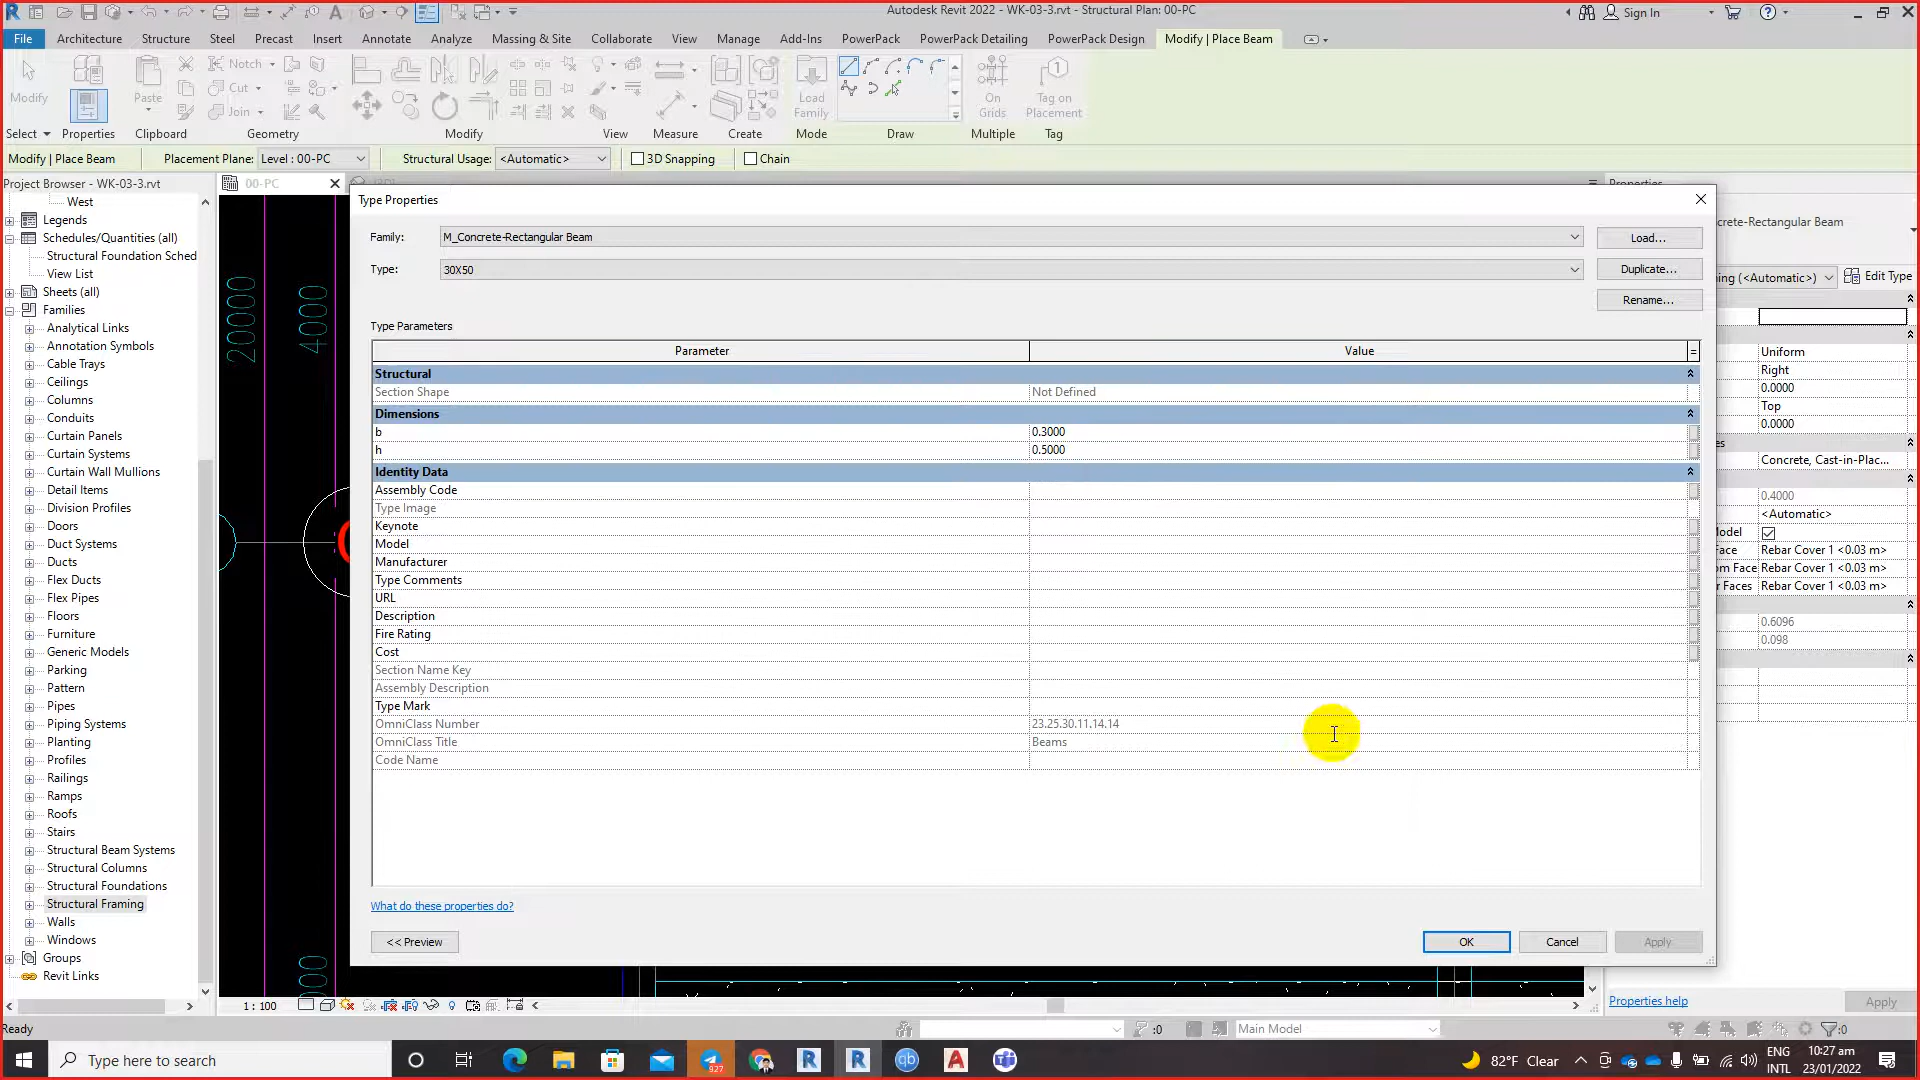 Autodesk Revit 2022 - WK-03-3.rvt - Structural Plan: 00-PC
Sign In
File Architecture Structure Steel Precast Insert Annotate Analyze Massing & Site Collaborate View Manage Add-Ins PowerPack PowerPack Detailing PowerPack Design Modify | Place Beam
Modify
Paste
Notch
Cut
Join
Load
Family
On
Grids
Tag on
Placement
Select Properties Clipboard Geometry Modify View Measure Create Mode Draw Multiple Tag
Modify | Place Beam Placement Plane: Level : 00-PC Structural Usage: <Automatic> 3D Snapping Chain
Project Browser - WK-03-3.rvt
West
Legends
Schedules/Quantities (all)
Structural Foundation Sched
View List
Sheets (all)
Families
Analytical Links
Annotation Symbols
Cable Trays
Ceilings
Columns
Conduits
Curtain Panels
Curtain Systems
Curtain Wall Mullions
Detail Items
Division Profiles
Doors
Duct Systems
Ducts
Flex Ducts
Flex Pipes
Floors
Furniture
Generic Models
Parking
Pattern
Pipes
Piping Systems
Planting
Profiles
Railings
Ramps
Roofs
Stairs
Structural Beam Systems
Structural Columns
Structural Foundations
Structural Framing
Walls
Windows
Groups
Revit Links
00-PC
20000
4000
Type Properties
Family: M_Concrete-Rectangular Beam Load...
Type: 30X50 Duplicate...
Rename...
Type Parameters
Parameter Value =
Structural
Section Shape Not Defined
Dimensions
b 0.3000
h 0.5000
Identity Data
Assembly Code
Type Image
Keynote
Model
Manufacturer
Type Comments
URL
Description
Fire Rating
Cost
Section Name Key
Assembly Description
Type Mark
OmniClass Number 23.25.30.11.14.14
OmniClass Title Beams
Code Name
What do these properties do?
<< Preview OK Cancel Apply
Properties
crete-Rectangular Beam
ing (<Automatic>) Edit Type
Uniform
Right
0.0000
Top
0.0000
es
Concrete, Cast-in-Plac...
0.4000
<Automatic>
lodel
Face Rebar Cover 1 <0.03 m>
om Face Rebar Cover 1 <0.03 m>
r Faces Rebar Cover 1 <0.03 m>
0.6096
0.098
Properties help Apply
1 : 100
Ready :0 Main Model :0
Type here to search
927
82°F Clear
ENG
INTL
10:27 am
23/01/2022